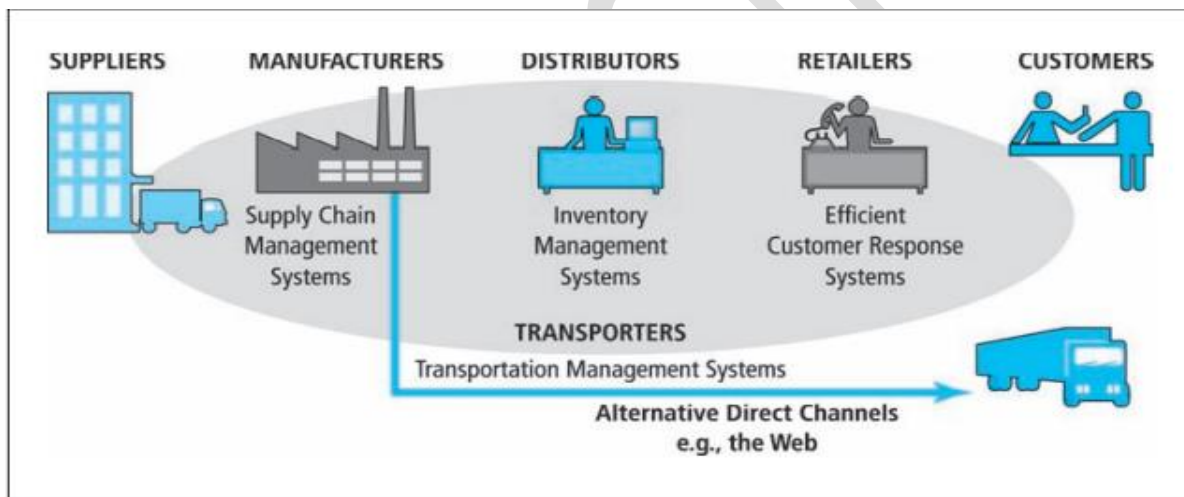 SUPPLIERS
MANUFACTURERS
DISTRIBUTORS
RETAILERS
CUSTOMERS
Supply Chain
Management
Systems
Inventory
Management
Systems
Efficient
Customer Response
Systems
TRANSPORTERS
Transportation Management Systems
Alternative Direct Channels
e.g., the Web